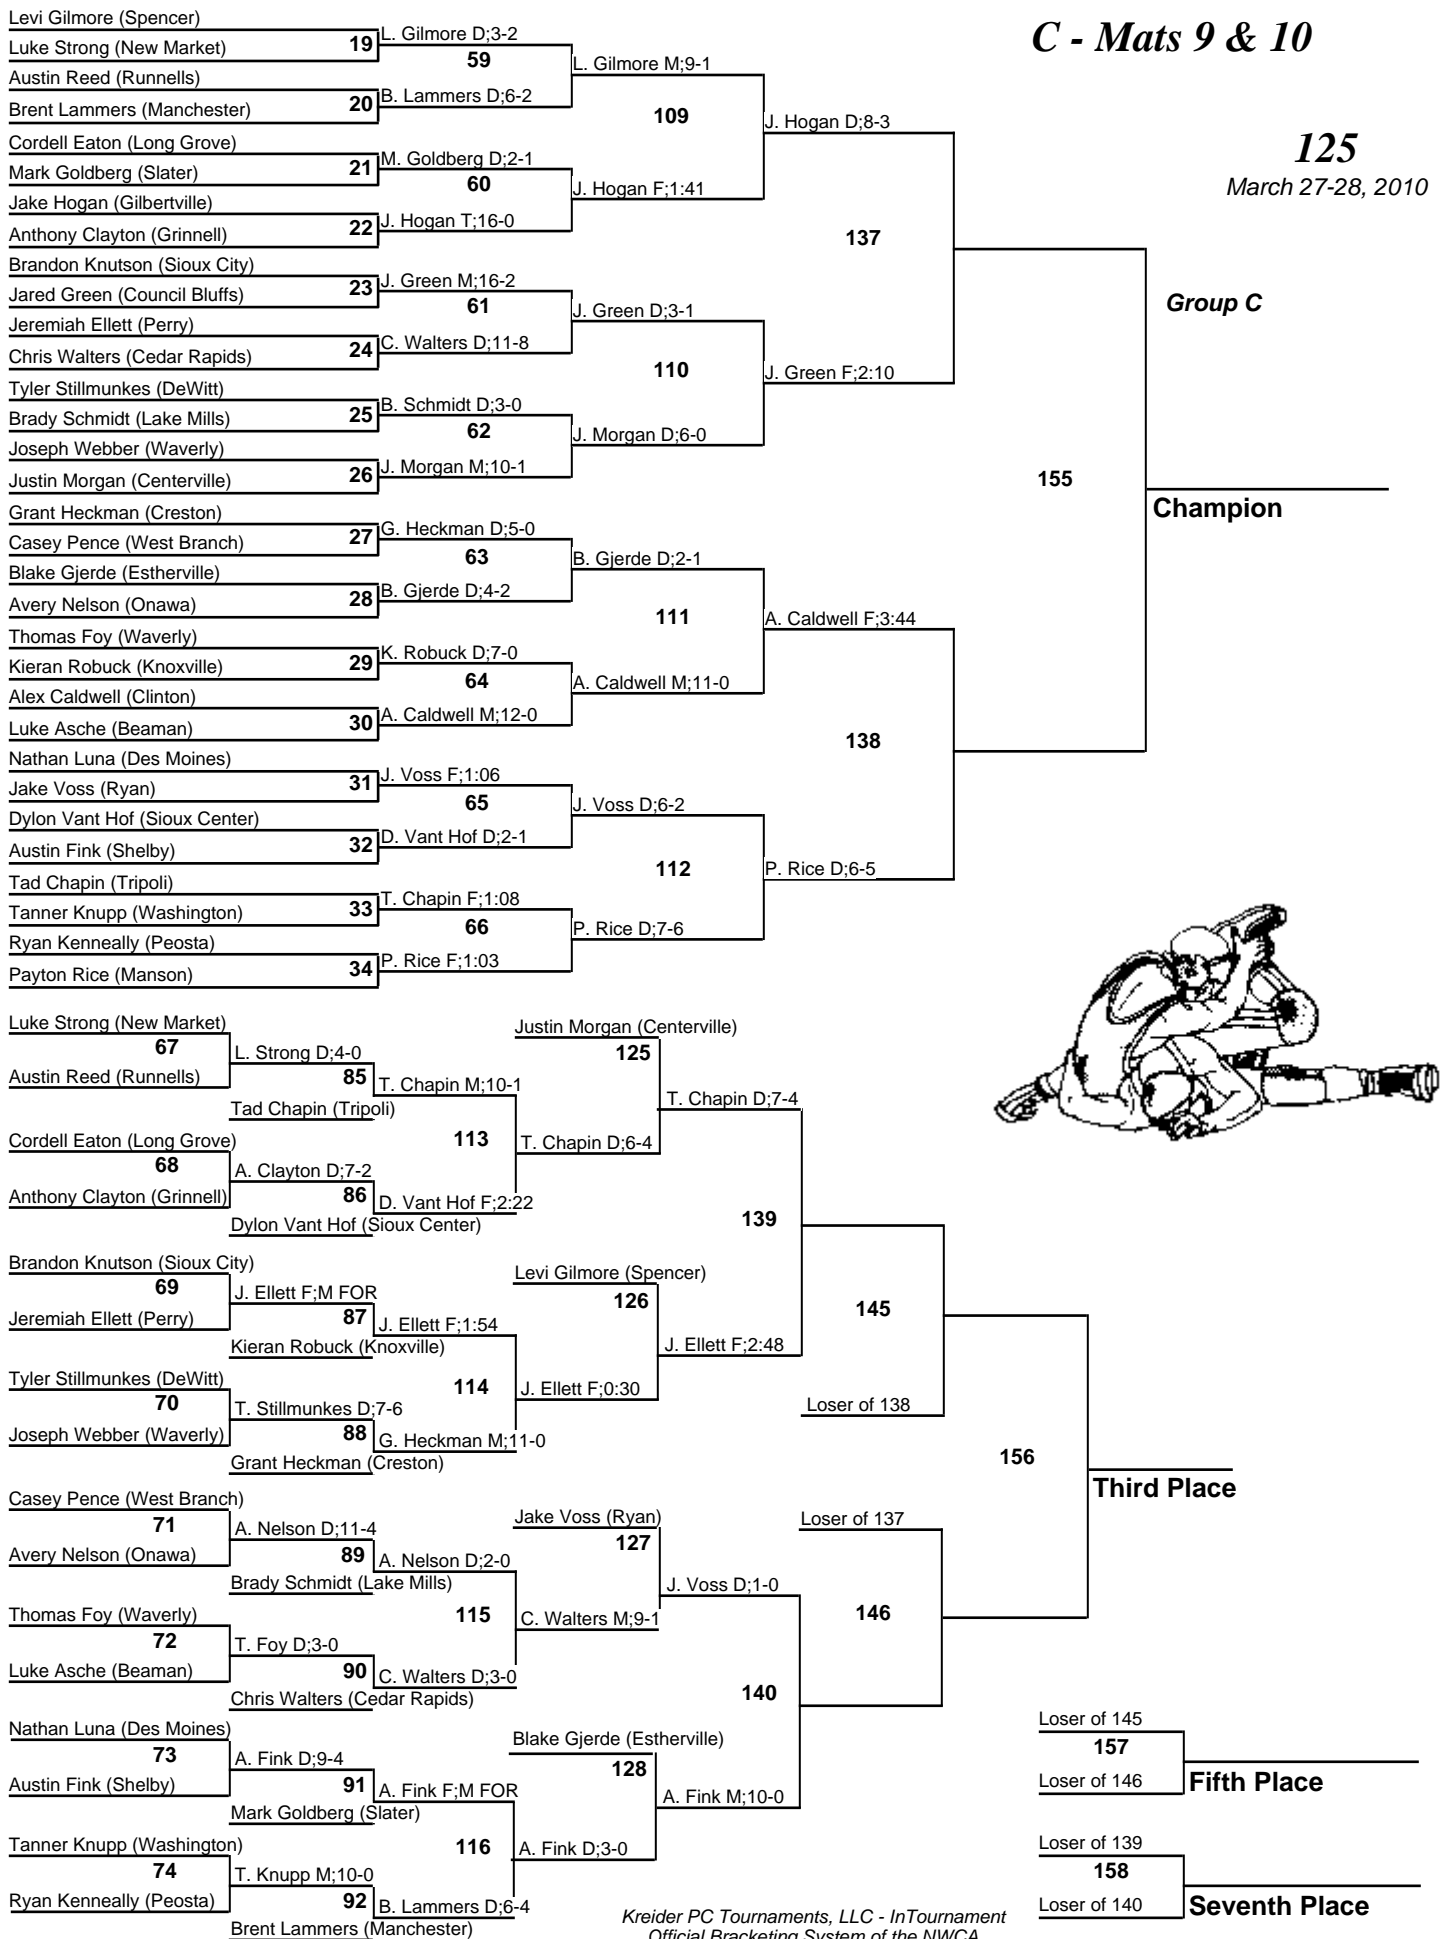 C - Mats 9 & 10
125
March 27-28, 2010
Group C
Levi Gilmore (Spencer)
Luke Strong (New Market)
19
L. Gilmore D;3-2
59
L. Gilmore M;9-1
Austin Reed (Runnells)
Brent Lammers (Manchester)
20
B. Lammers D;6-2
109
J. Hogan D;8-3
Cordell Eaton (Long Grove)
Mark Goldberg (Slater)
21
M. Goldberg D;2-1
60
J. Hogan F;1:41
Jake Hogan (Gilbertville)
Anthony Clayton (Grinnell)
22
J. Hogan T;16-0
137
Brandon Knutson (Sioux City)
Jared Green (Council Bluffs)
23
J. Green M;16-2
61
J. Green D;3-1
Jeremiah Ellett (Perry)
Chris Walters (Cedar Rapids)
24
C. Walters D;11-8
110
J. Green F;2:10
Tyler Stillmunkes (DeWitt)
Brady Schmidt (Lake Mills)
25
B. Schmidt D;3-0
62
J. Morgan D;6-0
Joseph Webber (Waverly)
Justin Morgan (Centerville)
26
J. Morgan M;10-1
155
Champion
Grant Heckman (Creston)
Casey Pence (West Branch)
27
G. Heckman D;5-0
63
B. Gjerde D;2-1
Blake Gjerde (Estherville)
Avery Nelson (Onawa)
28
B. Gjerde D;4-2
111
A. Caldwell F;3:44
Thomas Foy (Waverly)
Kieran Robuck (Knoxville)
29
K. Robuck D;7-0
64
A. Caldwell M;11-0
Alex Caldwell (Clinton)
Luke Asche (Beaman)
30
A. Caldwell M;12-0
138
Nathan Luna (Des Moines)
Jake Voss (Ryan)
31
J. Voss F;1:06
65
J. Voss D;6-2
Dylon Vant Hof (Sioux Center)
Austin Fink (Shelby)
32
D. Vant Hof D;2-1
112
P. Rice D;6-5
Tad Chapin (Tripoli)
Tanner Knupp (Washington)
33
T. Chapin F;1:08
66
P. Rice D;7-6
Ryan Kenneally (Peosta)
Payton Rice (Manson)
34
P. Rice F;1:03
Luke Strong (New Market)
67
Austin Reed (Runnells)
L. Strong D;4-0
85
Tad Chapin (Tripoli)
T. Chapin M;10-1
113
Cordell Eaton (Long Grove)
68
Anthony Clayton (Grinnell)
A. Clayton D;7-2
86
Dylon Vant Hof (Sioux Center)
D. Vant Hof F;2:22
Justin Morgan (Centerville)
125
T. Chapin D;6-4
T. Chapin D;7-4
139
Brandon Knutson (Sioux City)
69
Jeremiah Ellett (Perry)
J. Ellett F;M FOR
87
Kieran Robuck (Knoxville)
J. Ellett F;1:54
114
Tyler Stillmunkes (DeWitt)
70
Joseph Webber (Waverly)
T. Stillmunkes D;7-6
88
Grant Heckman (Creston)
G. Heckman M;11-0
Levi Gilmore (Spencer)
126
J. Ellett F;0:30
J. Ellett F;2:48
145
Loser of 138
156
Third Place
Casey Pence (West Branch)
71
Avery Nelson (Onawa)
A. Nelson D;11-4
89
Brady Schmidt (Lake Mills)
A. Nelson D;2-0
115
Thomas Foy (Waverly)
72
Luke Asche (Beaman)
T. Foy D;3-0
90
Chris Walters (Cedar Rapids)
C. Walters D;3-0
Jake Voss (Ryan)
127
C. Walters M;9-1
J. Voss D;1-0
Loser of 137
146
140
Nathan Luna (Des Moines)
73
Austin Fink (Shelby)
A. Fink D;9-4
91
Mark Goldberg (Slater)
A. Fink F;M FOR
116
Tanner Knupp (Washington)
74
Ryan Kenneally (Peosta)
T. Knupp M;10-0
92
Brent Lammers (Manchester)
B. Lammers D;6-4
Blake Gjerde (Estherville)
128
A. Fink D;3-0
A. Fink M;10-0
Loser of 145
157
Loser of 146
Fifth Place
Loser of 139
158
Loser of 140
Seventh Place
Kreider PC Tournaments, LLC - InTournament
Official Bracketing System of the NWCA